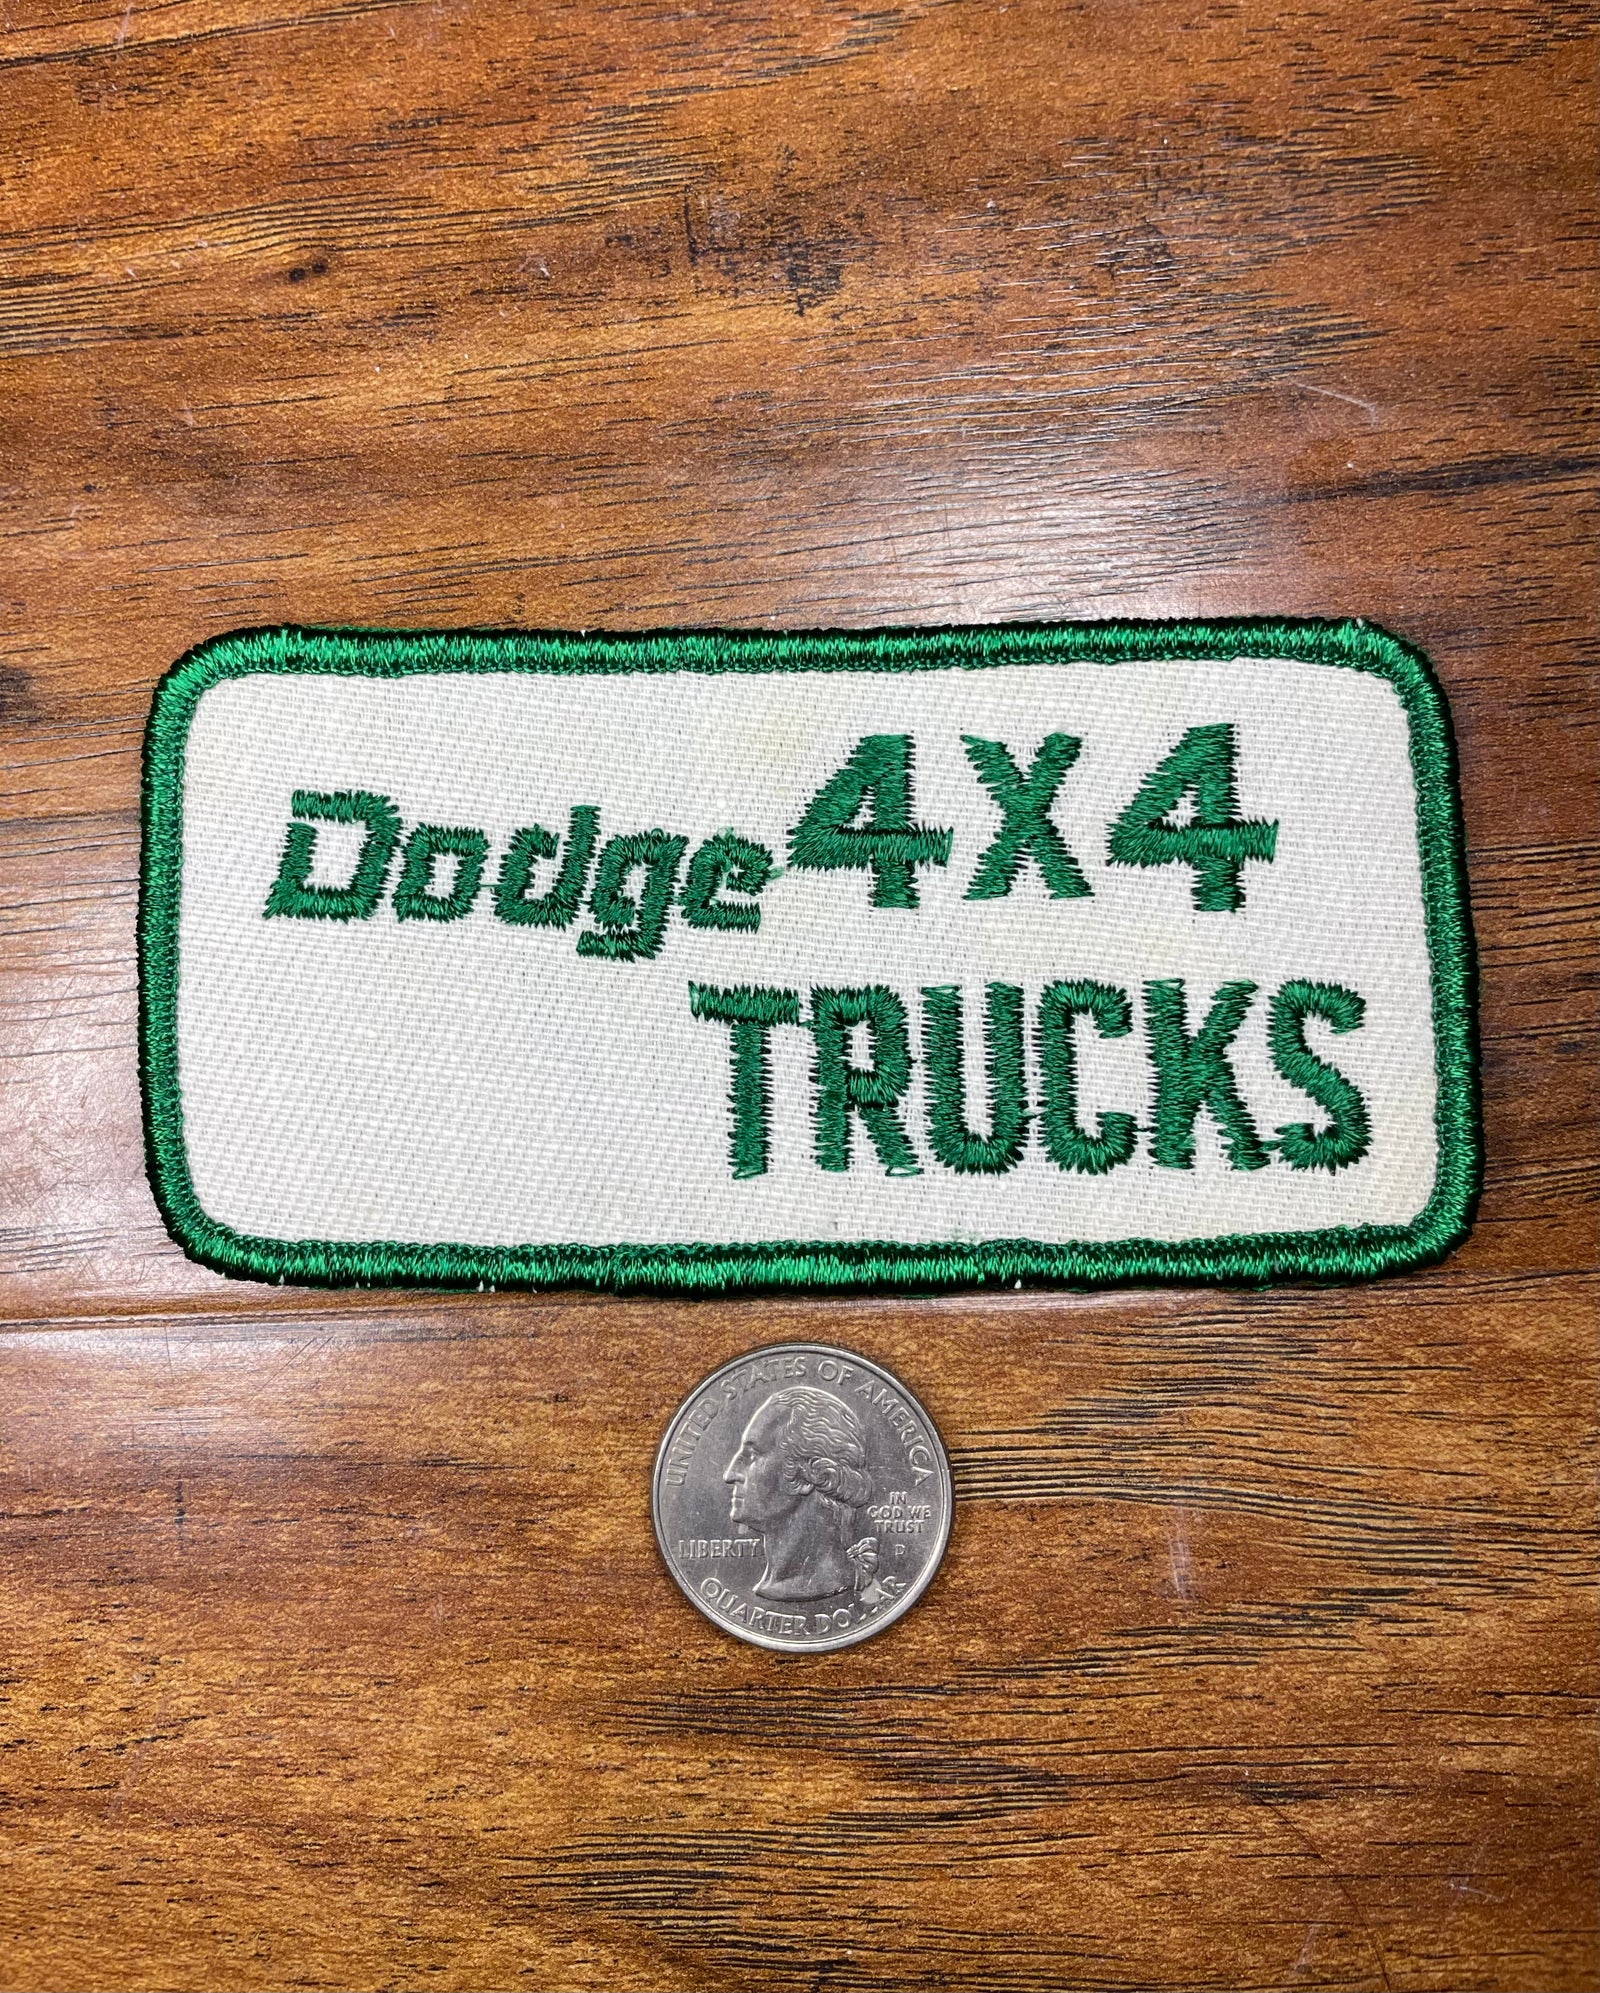 Dodge 4X4
TRUCKS
UNITED STATES OF AMERICA
IN
GOD WE
TRUST
LIBERTY
D
QUARTER DOLLAR